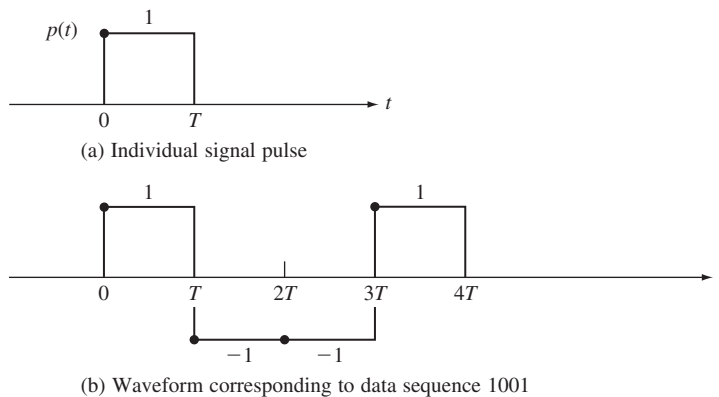 1
p(t)
t
0 T
(a) Individual signal pulse
1 1
0 T 2T 3T 4T
−1 −1
(b) Waveform corresponding to data sequence 1001